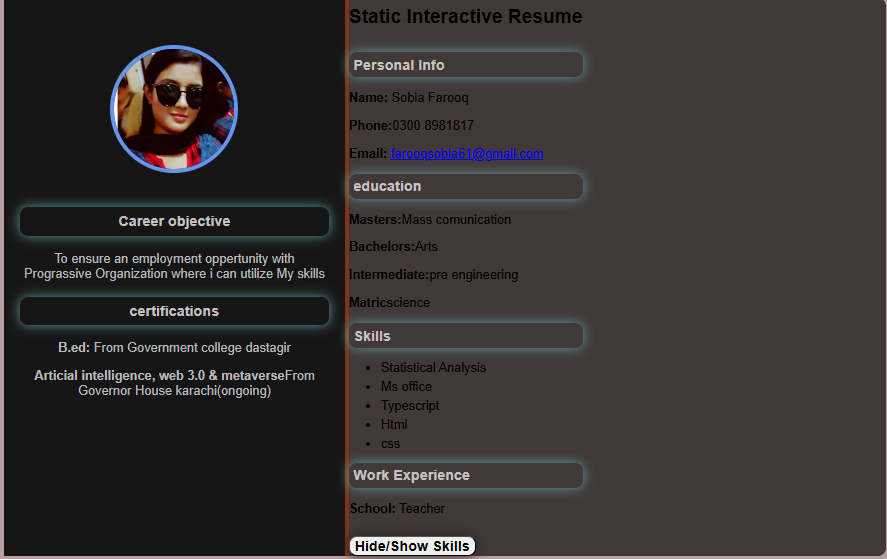 Career objective
To ensure an employment oppertunity with
Prograssive Organization where i can utilize My skills
certifications
B.ed: From Government college dastagir
Articial intelligence, web 3.0 & metaverseFrom
Governor House karachi(ongoing)
Static Interactive Resume
Personal Info
Name: Sobia Farooq
Phone:0300 8981817
Email: farooqsobia61@gmail.com
education
Masters:Mass comunication
Bachelors:Arts
Intermediate:pre engineering
Matricscience
Skills
Statistical Analysis
Ms office
Typescript
Html
css
Work Experience
School: Teacher
Hide/Show Skills